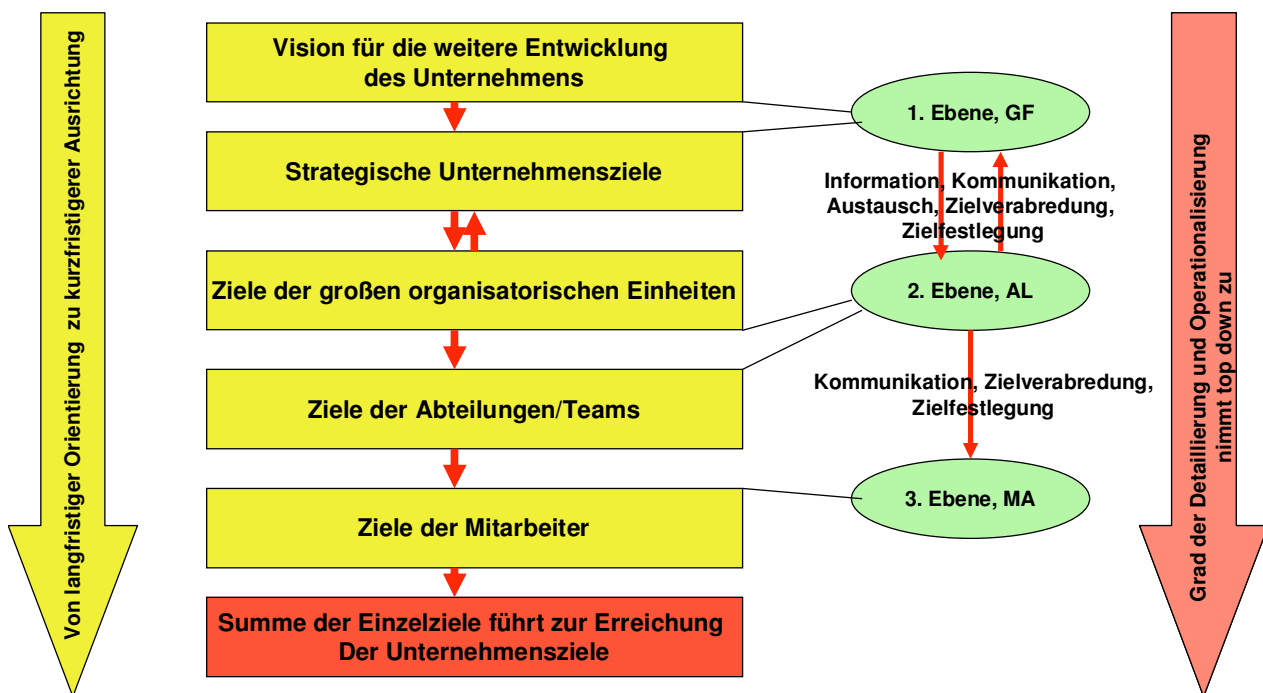 Von langfristiger Orientierung zu kurzfristigerer Ausrichtung
Vision für die weitere Entwicklung
des Unternehmens
Strategische Unternehmensziele
Ziele der großen organisatorischen Einheiten
Ziele der Abteilungen/Teams
Ziele der Mitarbeiter
Summe der Einzelziele führt zur Erreichung
Der Unternehmensziele
1. Ebene, GF
Information, Kommunikation,
Austausch, Zielverabredung,
Zielfestlegung
2. Ebene, AL
Kommunikation, Zielverabredung,
Zielfestlegung
3. Ebene, MA
Grad der Detaillierung und Operationalisierung
nimmt top down zu